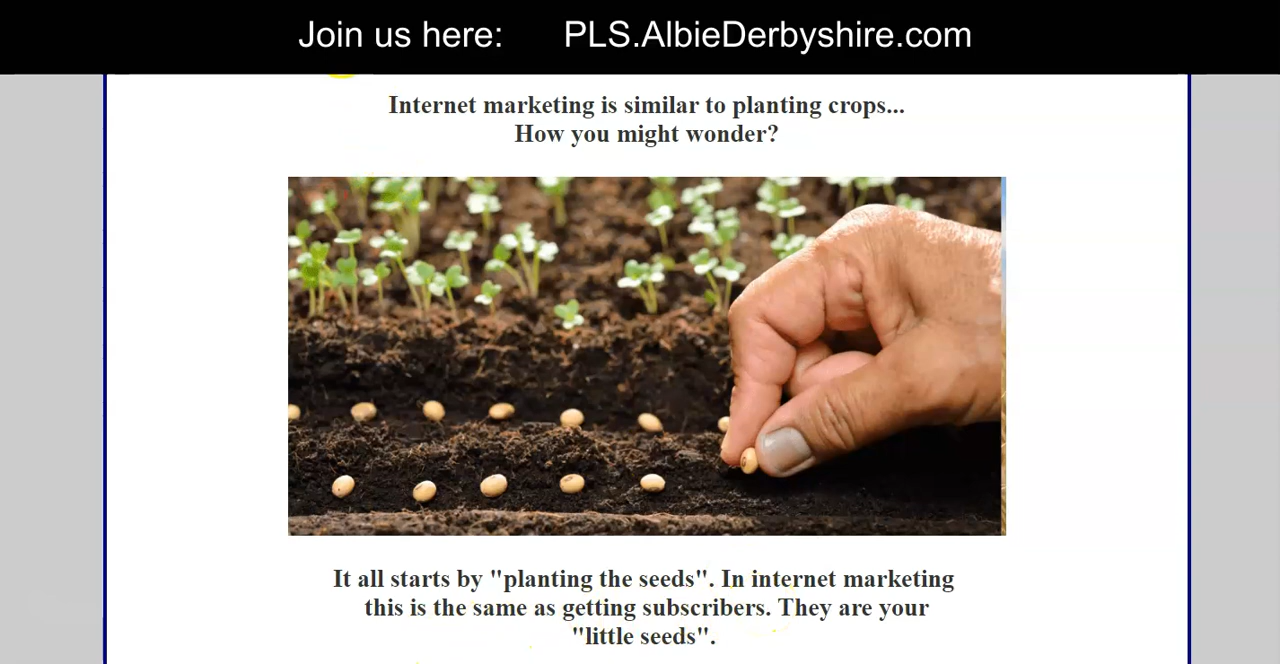 Join us here: PLS.AlbieDerbyshire.com
Internet marketing is similar to planting crops...
How you might wonder?
It all starts by "planting the seeds". In internet marketing
this is the same as getting subscribers. They are your
"little seeds".